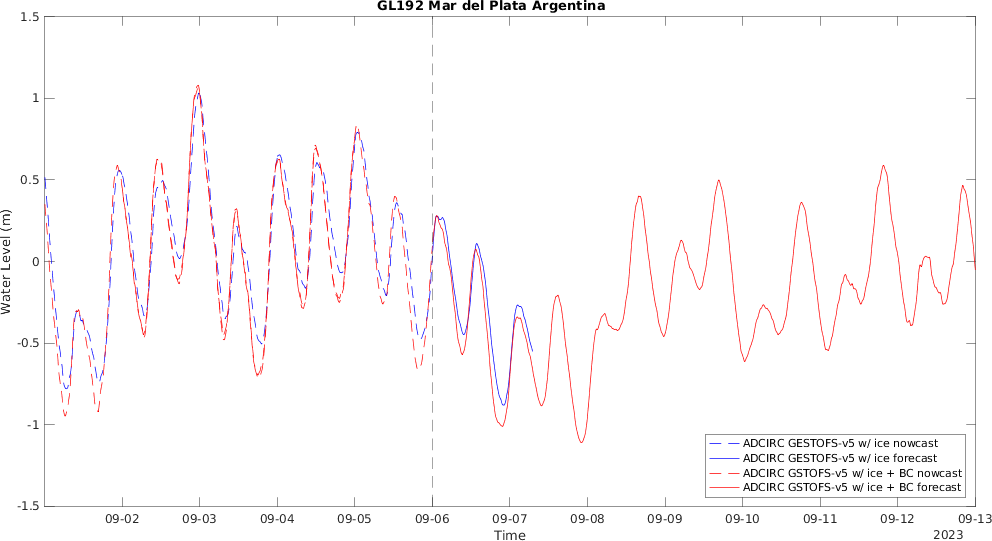 GL192 Mar del Plata Argentina
1.5
1
0.5
0
-0.5
-1
-1.5
Water Level (m)
ADCIRC GESTOFS-v5 w/ ice nowcast
ADCIRC GESTOFS-v5 w/ ice forecast
ADCIRC GSTOFS-v5 w/ ice + BC nowcast
ADCIRC GSTOFS-v5 w/ ice + BC forecast
09-02 09-03 09-04 09-05 09-06 09-07 09-08 09-09 09-10 09-11 09-12 09-13
Time
2023